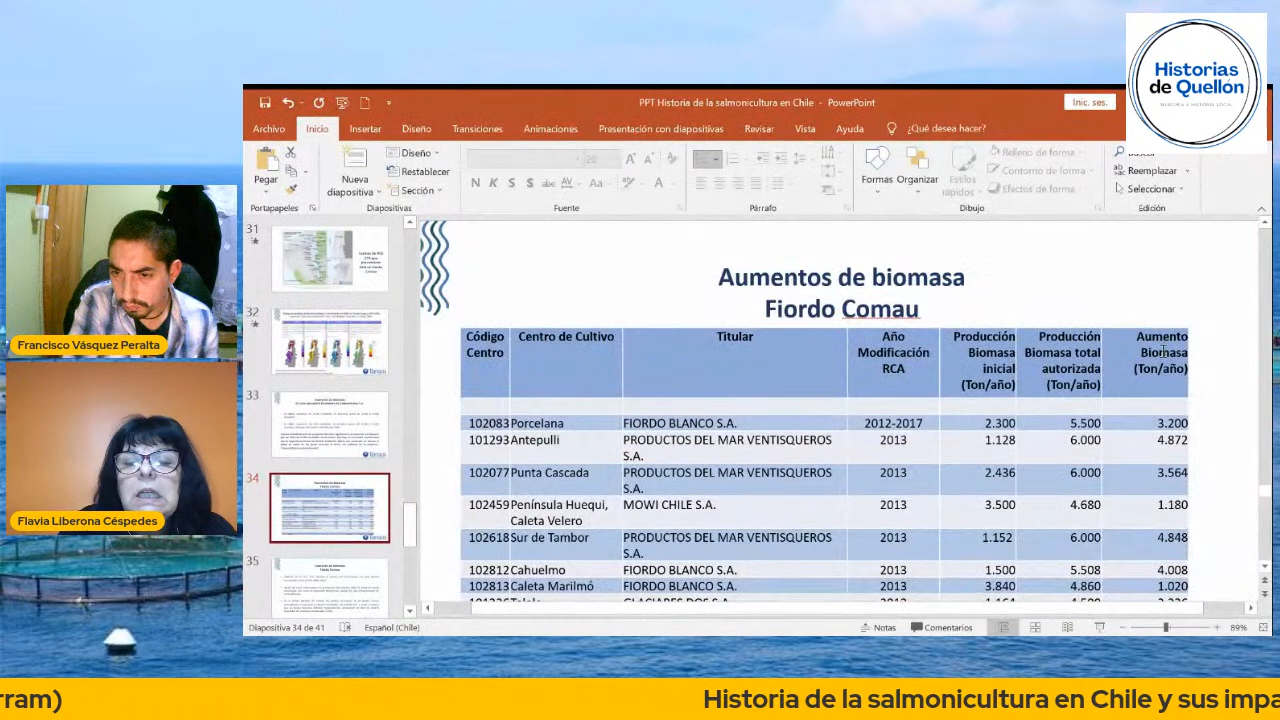 Historias
de Quellón
PPT Historia de la salmonicultura en Chile - PowerPoint
Inic. ses.
Archivo Inicio Insertar Diseño Transiciones Animaciones Presentación con diapositivas Revisar Vista Ayuda ¿Qué desea hacer?
Pegar
Nueva
diapositiva
Diseño
Restablecer
Sección
20
N K S S abc AV Aa A
Formas Organizar Estilos
rápidos
Relleno de forma
Contorno de forma
Efectos de forma
Reemplazar
Seleccionar
Portapapeles Diapositivas Fuente Párrafo Dibujo Edición
31
32
33
34
35
Aumentos de biomasa
Fiordo Comau
Código Centro Centro de Cultivo Titular Año Modificación RCA Producción Biomasa inicial (Ton/año) Producción Biomasa total autorizada (Ton/año) Aumento Biomasa (Ton/año)
102083 Porcelana FIORDO BLANCO S.A. 2012-2017 2.300 5.500 3.200
101293 Antepulli PRODUCTOS DEL MAR VENTISQUEROS S.A. 2013 6.000 4.872
102077 Punta Cascada PRODUCTOS DEL MAR VENTISQUEROS S.A. 2013 2.436 6.000 3.564
102459 Península Huequi, Caleta Velero MOWI CHILE S.A. 2013 3.500 4.680 1.180
102618 Sur de Tambor PRODUCTOS DEL MAR VENTISQUEROS S.A. 2013 1.152 6.000 4.848
102812 Cahuelmo FIORDO BLANCO S.A. 2013 1.500 5.508 4.008
102813 Caleta Marilmó FIORDO BLANCO S.A. 2013 3.840 4.860 1.020
Francisco Vásquez Peralta
Flavia Liberona Céspedes
Diapositiva 34 de 41 Español (Chile) Notas Comentarios 89%
rram) Historia de la salmonicultura en Chile y sus impa